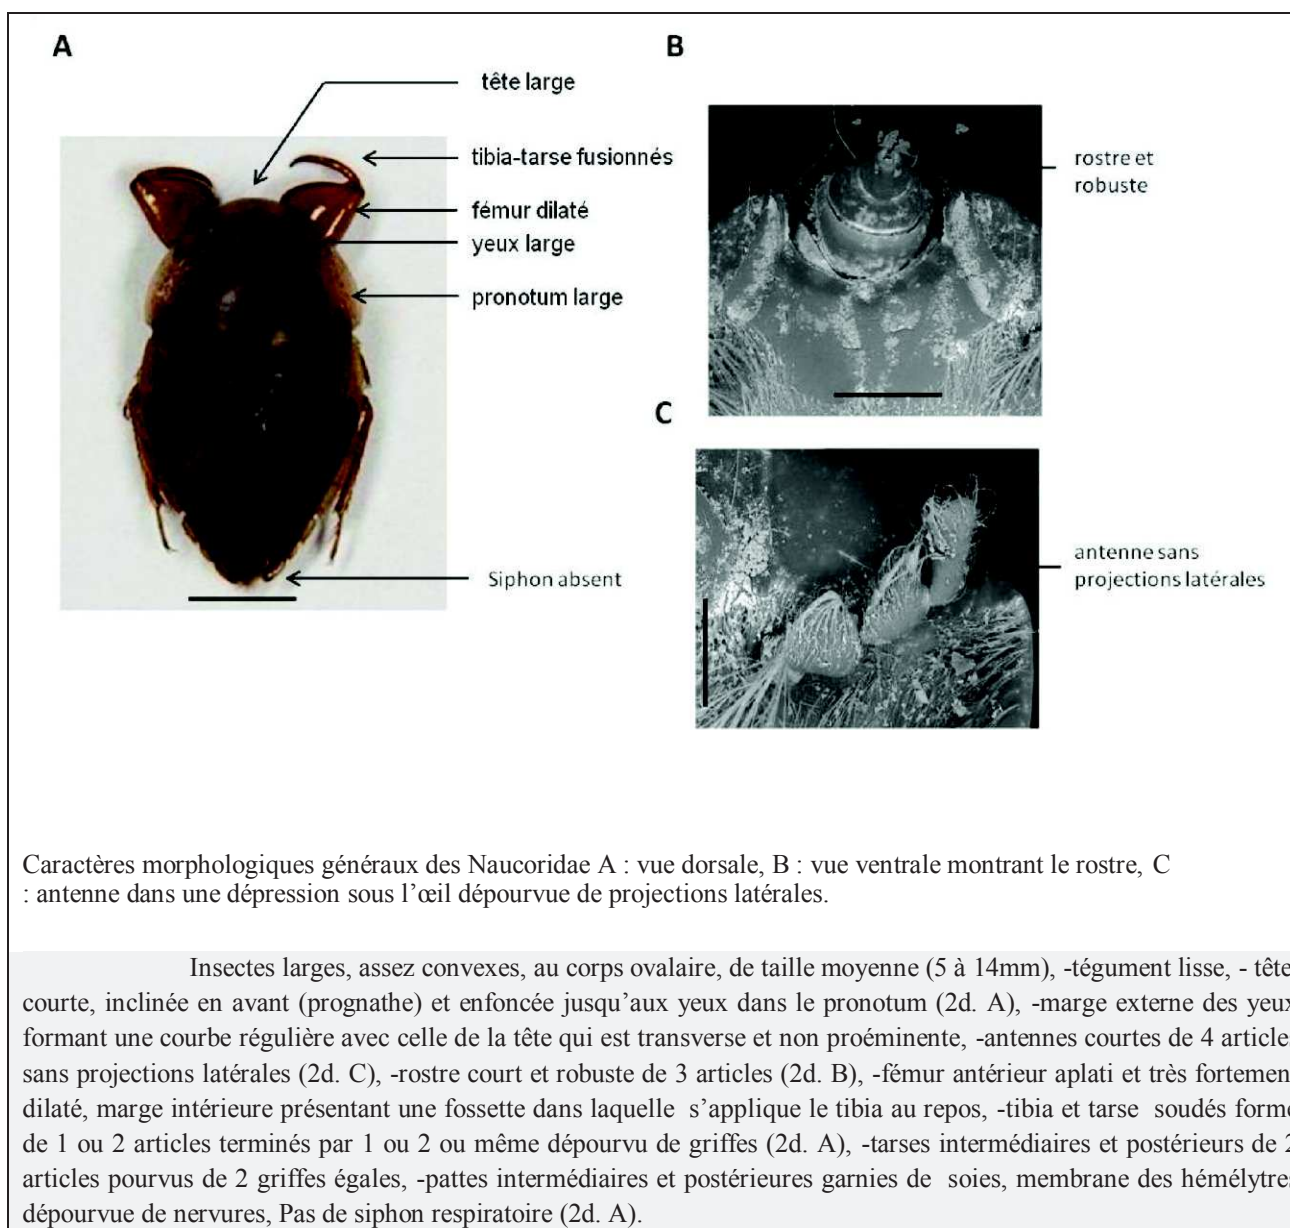 A
tête large
tibia-tarse fusionnés
fémur dilaté
yeux large
pronotum large
Siphon absent
B
rostre et
robuste
C
antenne sans
projections latérales
Caractères morphologiques généraux des Naucoridae A : vue dorsale, B : vue ventrale montrant le rostre, C
: antenne dans une dépression sous l’œil dépourvue de projections latérales.
Insectes larges, assez convexes, au corps ovalaire, de taille moyenne (5 à 14mm), -tégument lisse, - tête
courte, inclinée en avant (prognathe) et enfoncée jusqu’aux yeux dans le pronotum (2d. A), -marge externe des yeux
formant une courbe régulière avec celle de la tête qui est transverse et non proéminente, -antennes courtes de 4 article
sans projections latérales (2d. C), -rostre court et robuste de 3 articles (2d. B), -fémur antérieur aplati et très fortemen
dilaté, marge intérieure présentant une fossette dans laquelle s’applique le tibia au repos, -tibia et tarse soudés forme
de 1 ou 2 articles terminés par 1 ou 2 ou même dépourvu de griffes (2d. A), -tarses intermédiaires et postérieurs de 2
articles pourvus de 2 griffes égales, -pattes intermédiaires et postérieures garnies de soies, membrane des hémélytres
dépourvue de nervures, Pas de siphon respiratoire (2d. A).